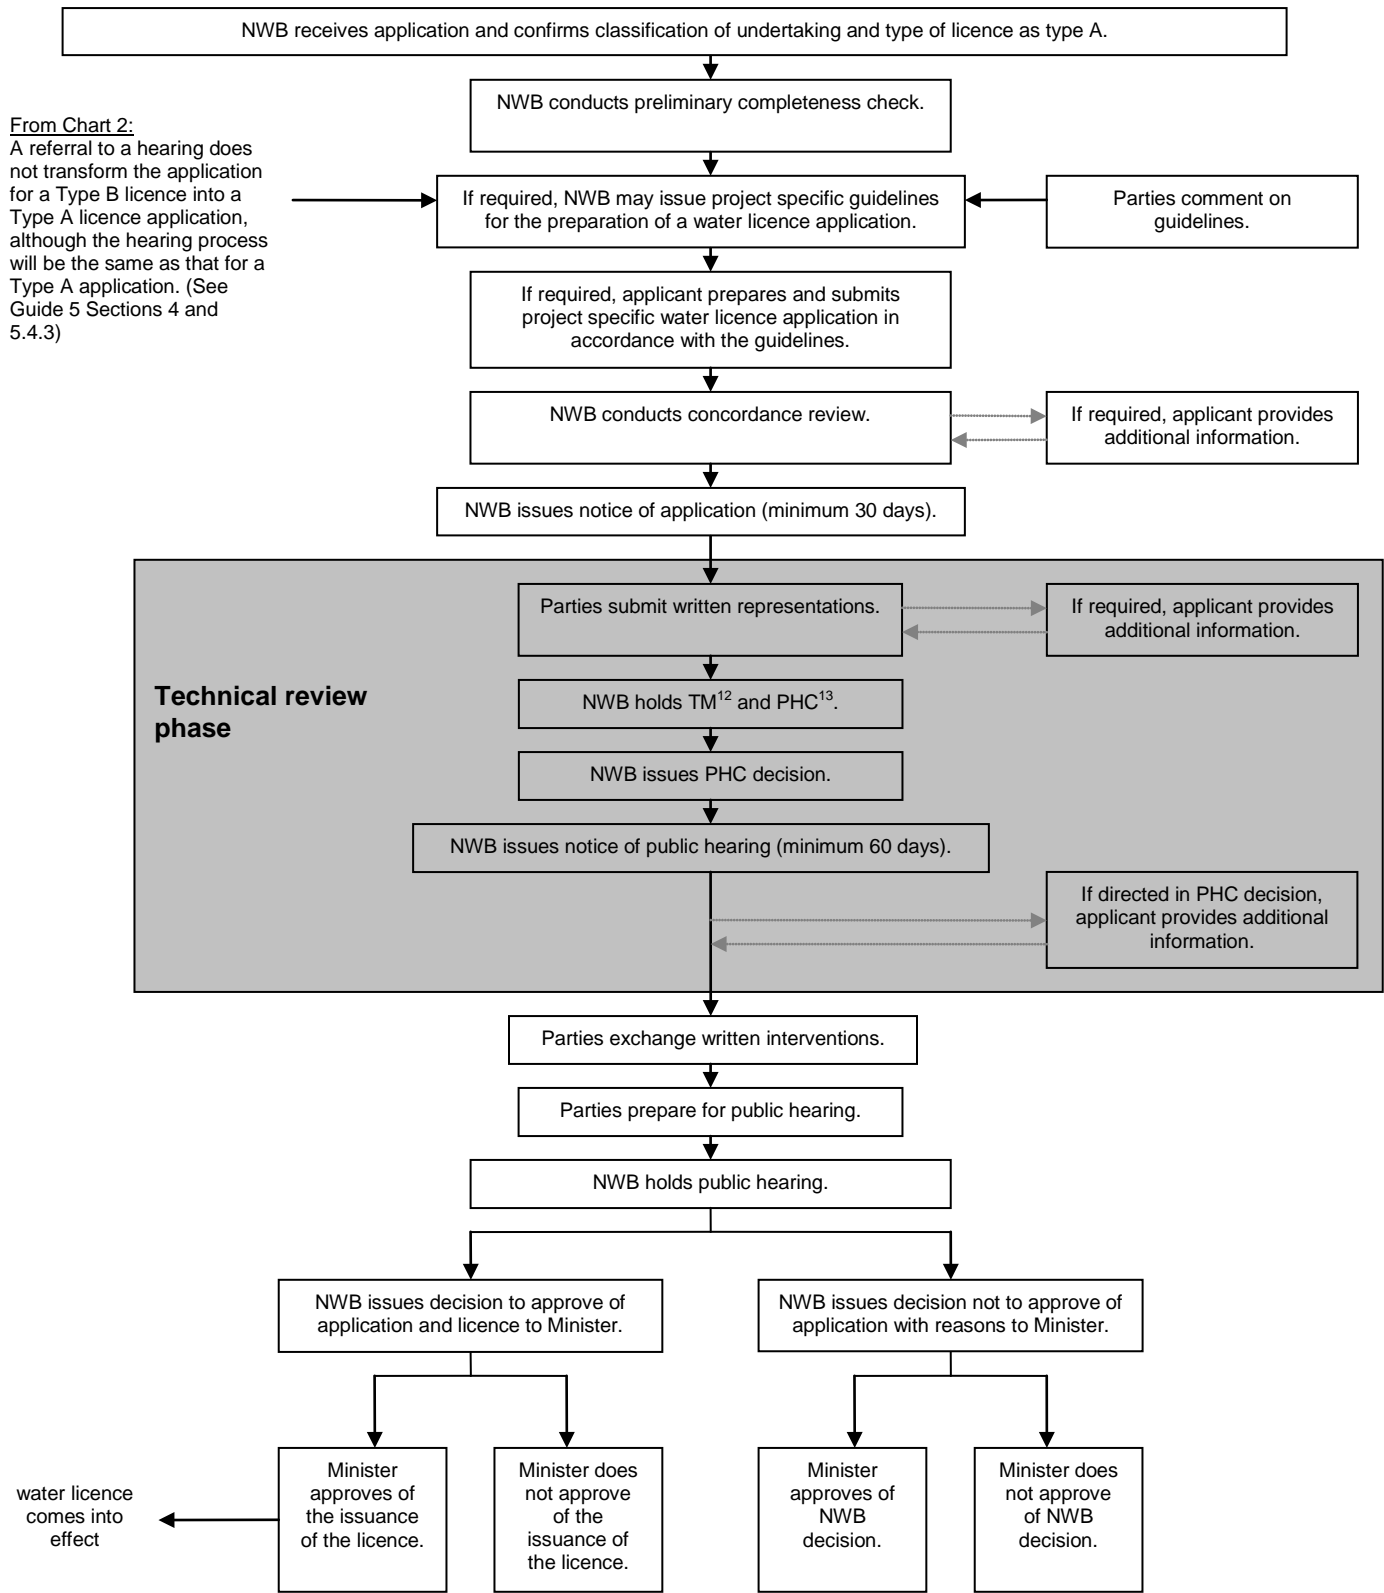 NWB receives application and confirms classification of undertaking and type of licence as type A.
NWB conducts preliminary completeness check.
From Chart 2:
A referral to a hearing does
not transform the application
for a Type B licence into a
Type A licence application,
although the hearing process
will be the same as that for a
Type A application. (See
Guide 5 Sections 4 and
5.4.3)
If required, NWB may issue project specific guidelines
for the preparation of a water licence application.
Parties comment on
guidelines.
If required, applicant prepares and submits
project specific water licence application in
accordance with the guidelines.
NWB conducts concordance review.
If required, applicant provides
additional information.
NWB issues notice of application (minimum 30 days).
Technical review
phase
Parties submit written representations.
If required, applicant provides
additional information.
NWB holds TM12 and PHC13.
NWB issues PHC decision.
NWB issues notice of public hearing (minimum 60 days).
If directed in PHC decision,
applicant provides additional
information.
Parties exchange written interventions.
Parties prepare for public hearing.
NWB holds public hearing.
NWB issues decision to approve of
application and licence to Minister.
NWB issues decision not to approve of
application with reasons to Minister.
water licence
comes into
effect
Minister
approves of
the issuance
of the licence.
Minister does
not approve
of the
issuance of
the licence.
Minister
approves of
NWB
decision.
Minister does
not approve
of NWB
decision.